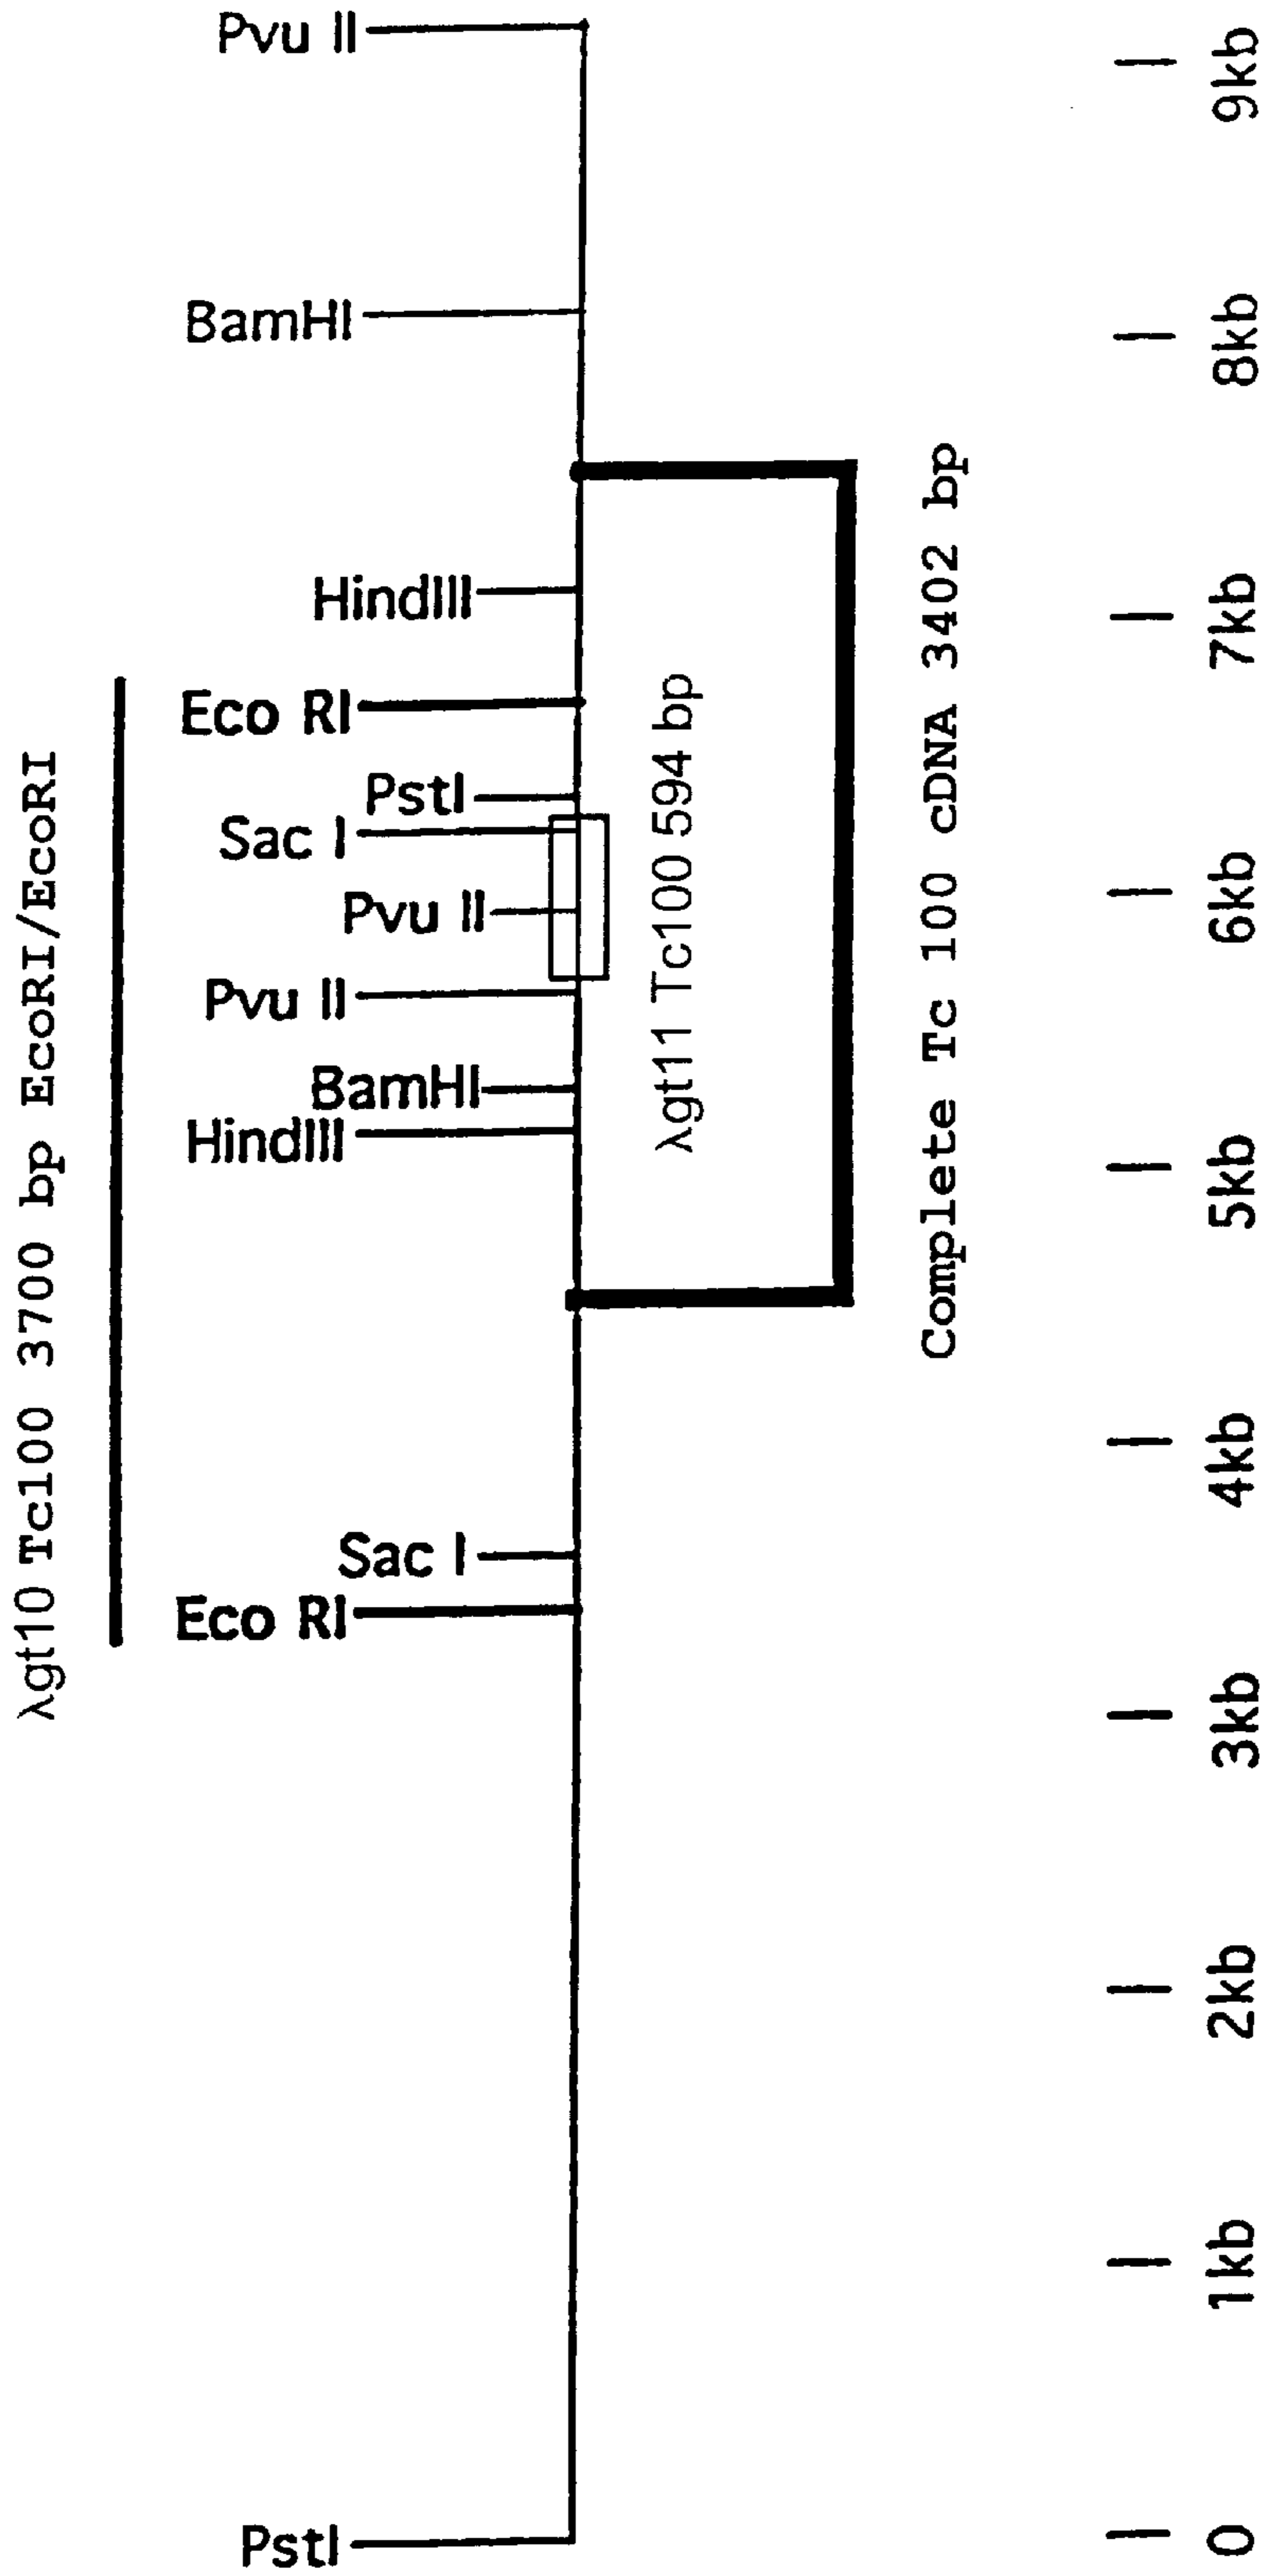 λgt10 Tc100 3700 bp EcoRI/EcoRI
PstI
Eco RI
Sac I
HindIII
BamHI
Pvu II
Pvu II
Sac I
PstI
Eco RI
HindIII
BamHI
Pvu II
λgt11 Tc100 594 bp
Complete Tc 100 cDNA 3402 bp
0
1kb
2kb
3kb
4kb
5kb
6kb
7kb
8kb
9kb